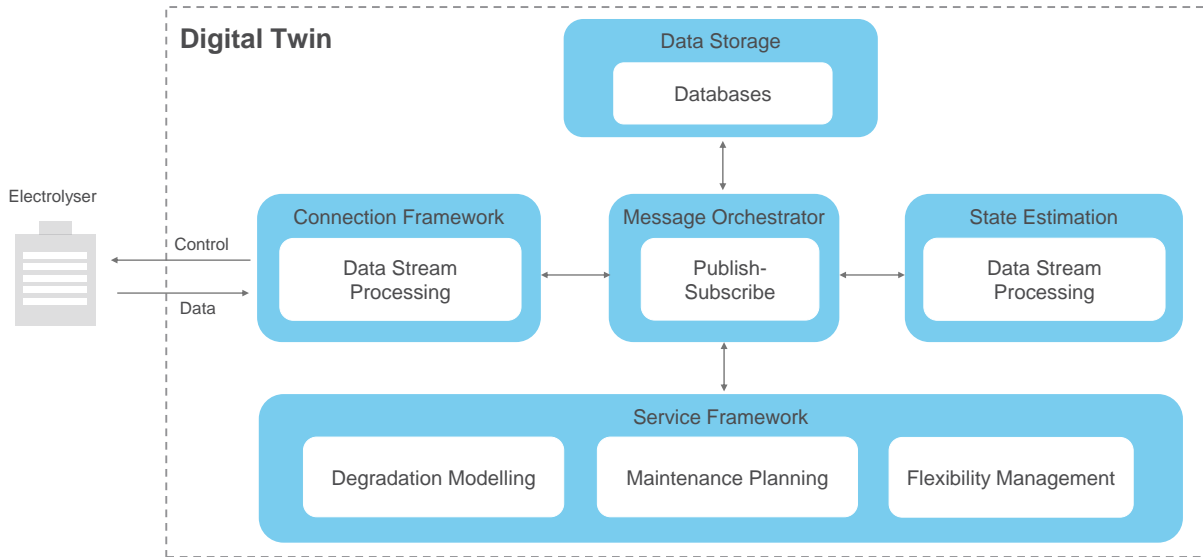 Digital Twin
Data Storage
Databases
Electrolyser
Control
Data
Connection Framework
Data Stream
Processing
Message Orchestrator
Publish-
Subscribe
State Estimation
Data Stream
Processing
Service Framework
Degradation Modelling
Maintenance Planning
Flexibility Management